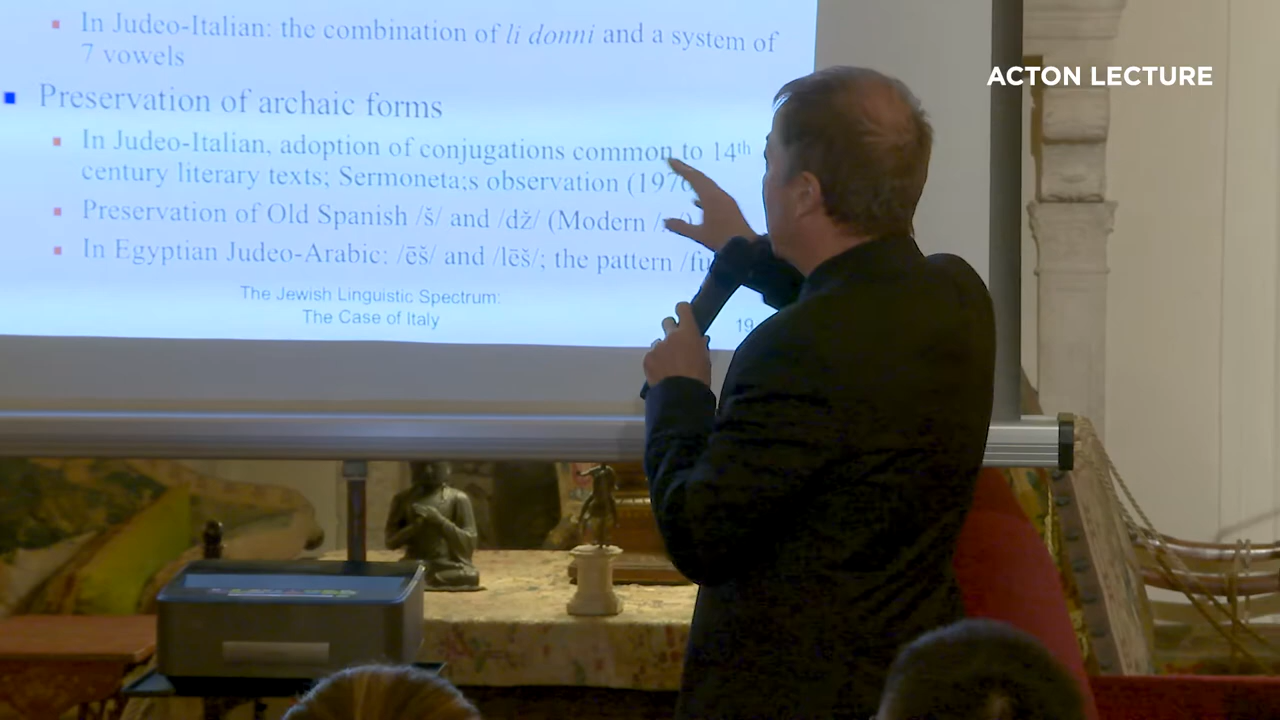 In Judeo-Italian: the combination of li donni and a system of
7 vowels
Preservation of archaic forms
In Judeo-Italian, adoption of conjugations common to 14th
century literary texts; Sermoneta;s observation (1976
Preservation of Old Spanish /š/ and /dž/ (Modern
In Egyptian Judeo-Arabic: /ēš/ and /lēš/; the pattern
The Jewish Linguistic Spectrum:
The Case of Italy
19
ACTON LECTURE